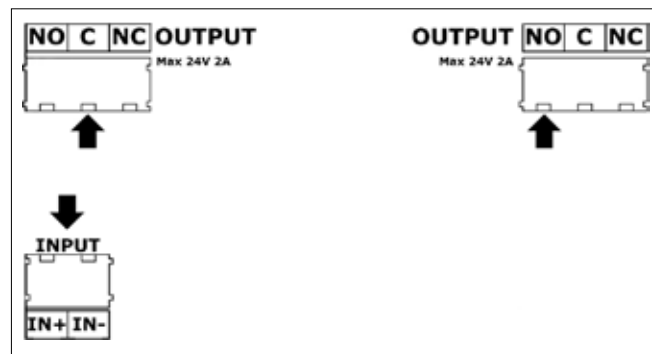 NO C NC OUTPUT
Max 24V 2A
OUTPUT NO C NC
Max 24V 2A
INPUT
IN+ IN-